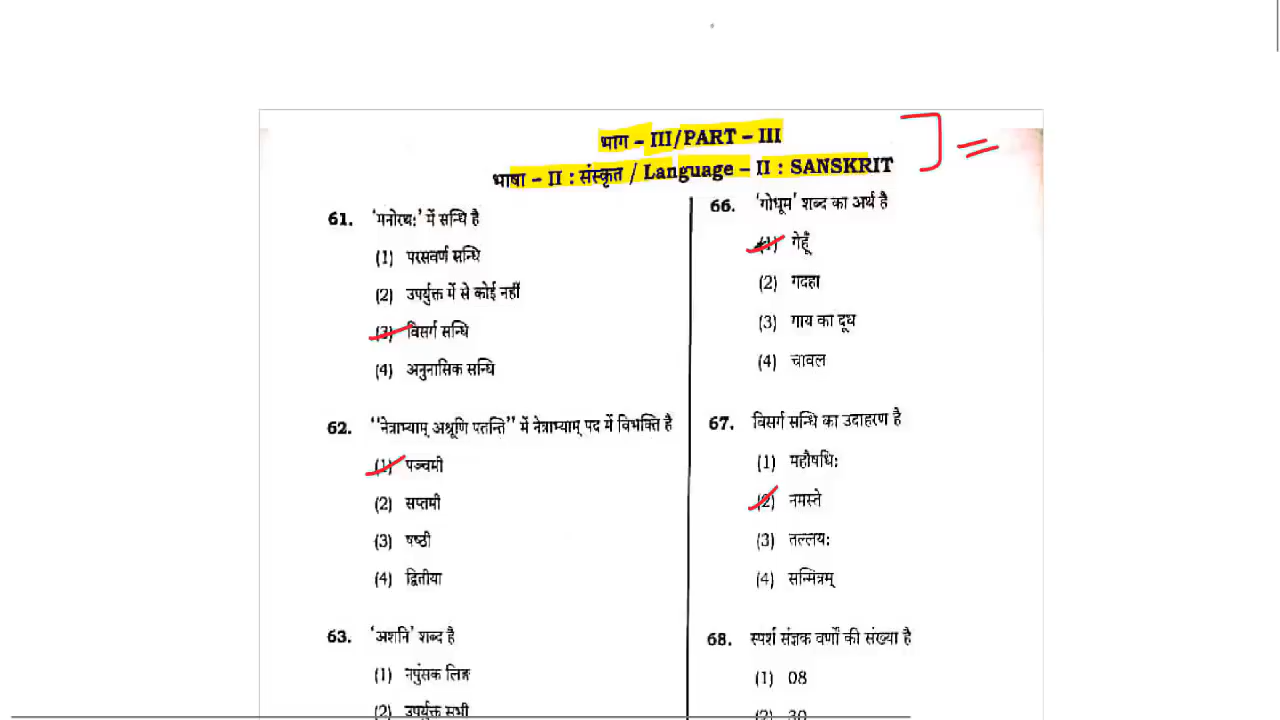 भाग – III/PART – III
भाषा – II : संस्कृत / Language – II : SANSKRIT
61. 'मनोरथः' में सन्धि है
(1) परसवर्ण सन्धि
(2) उपर्युक्त में से कोई नहीं
(3) विसर्ग सन्धि
(4) अनुनासिक सन्धि
62. "नेत्राभ्याम् अश्रूणि पतन्ति" में नेत्राभ्याम् पद में विभक्ति है
(1) पञ्चमी
(2) सप्तमी
(3) षष्ठी
(4) द्वितीया
63. 'अशनि' शब्द है
(1) नपुंसक लिङ्ग
(2) उपर्युक्त सभी
66. 'गोधूम' शब्द का अर्थ है
(1) गेहूँ
(2) गदहा
(3) गाय का दूध
(4) चावल
67. विसर्ग सन्धि का उदाहरण है
(1) महौषधिः
(2) नमस्ते
(3) तल्लयः
(4) सन्मित्रम्
68. स्पर्श संज्ञक वर्णों की संख्या है
(1) 08
(2) 30